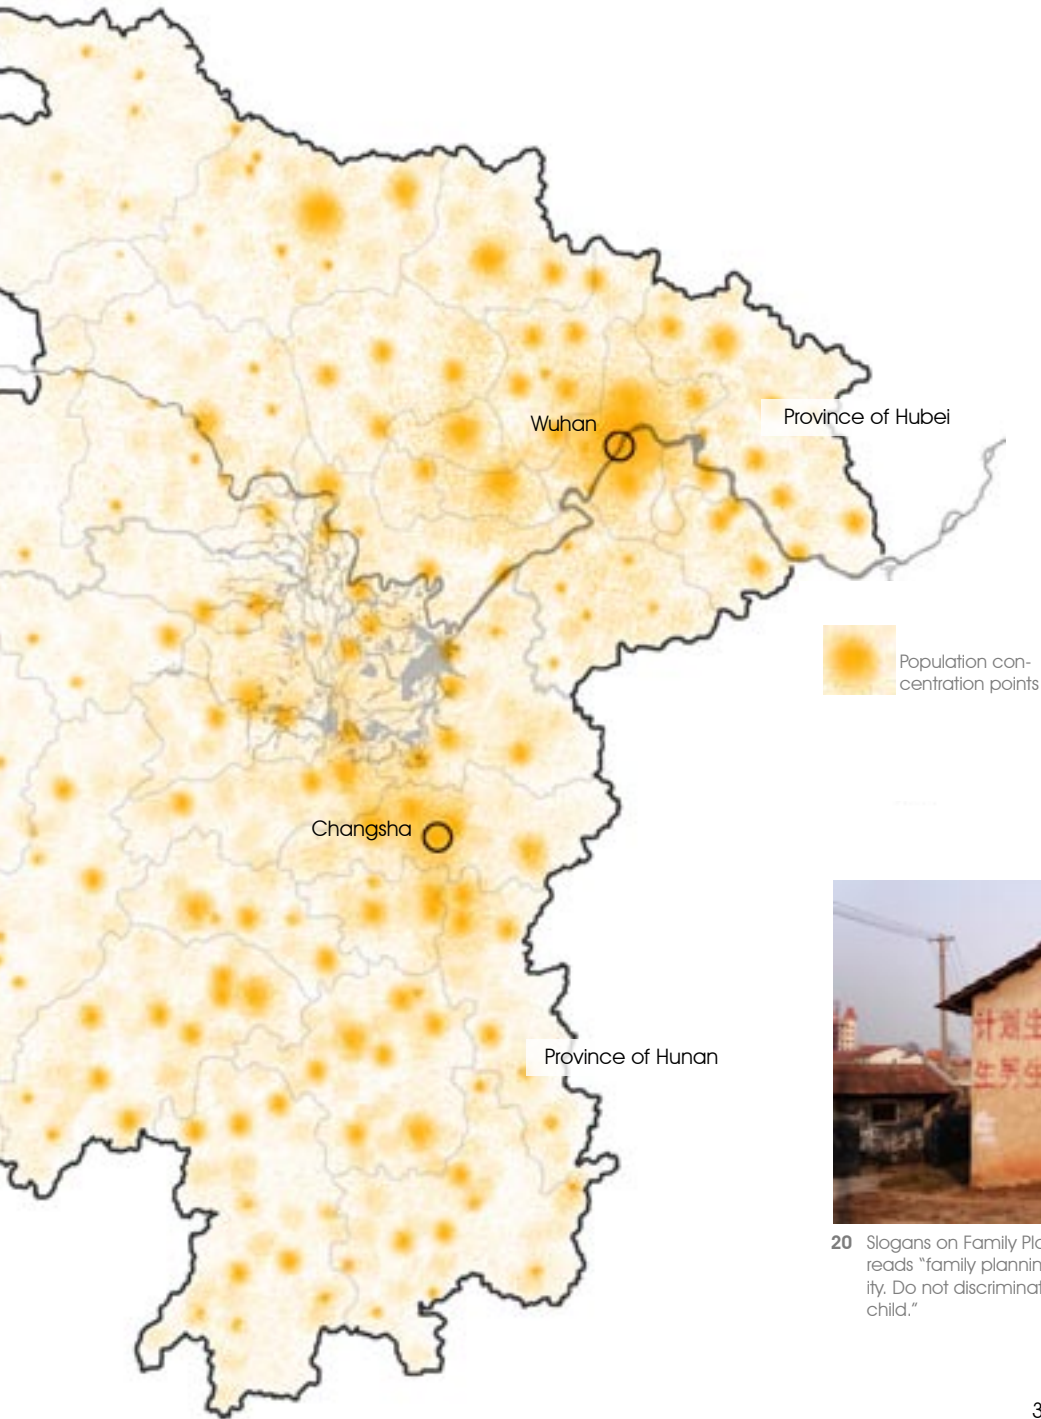 Wuhan
Province of Hubei
Population con-
centration points
Changsha
Province of Hunan
计划生
生男生
20 Slogans on Family Pla
reads “family plannin
ity. Do not discriminat
child.”
3